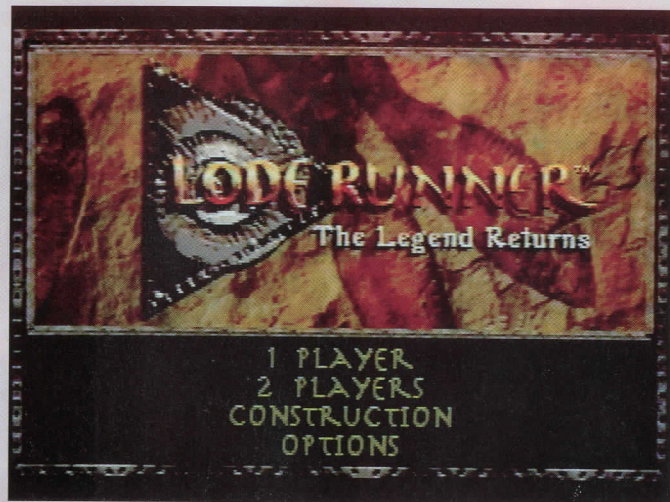 LODE RUNNER™
The Legend Returns
1 PLAYER
2 PLAYERS
CONSTRUCTION
OPTIONS